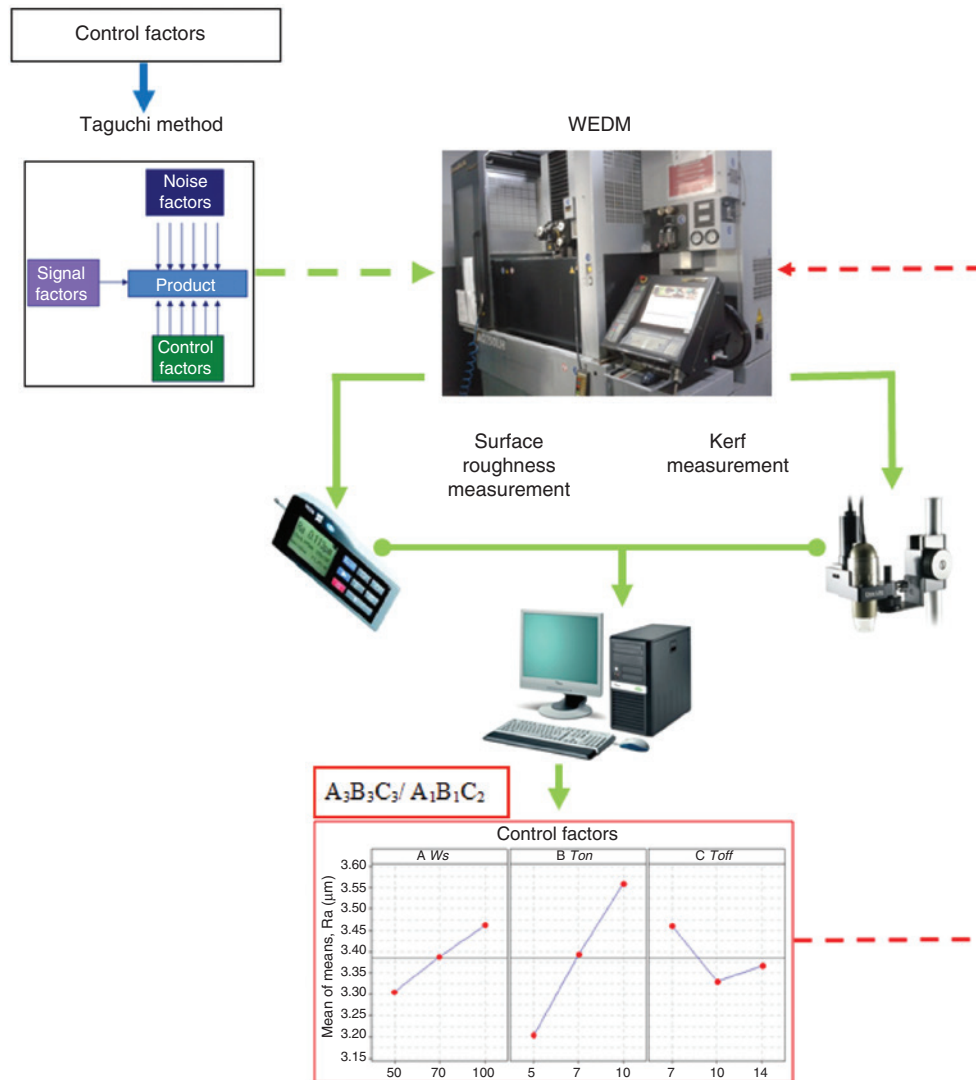 Control factors
Taguchi method
WEDM
Noise
factors
Signal
factors
Product
Control
factors
Surface
roughness
measurement
Kerf
measurement
A₃B₃C₃/ A₁B₁C₂
Control factors
A Ws
B Ton
C Toff
Mean of means, Ra (µm)
3.60
3.55
3.50
3.45
3.40
3.35
3.30
3.20
3.20
3.15
50 70 100
5 7 10
7 10 14